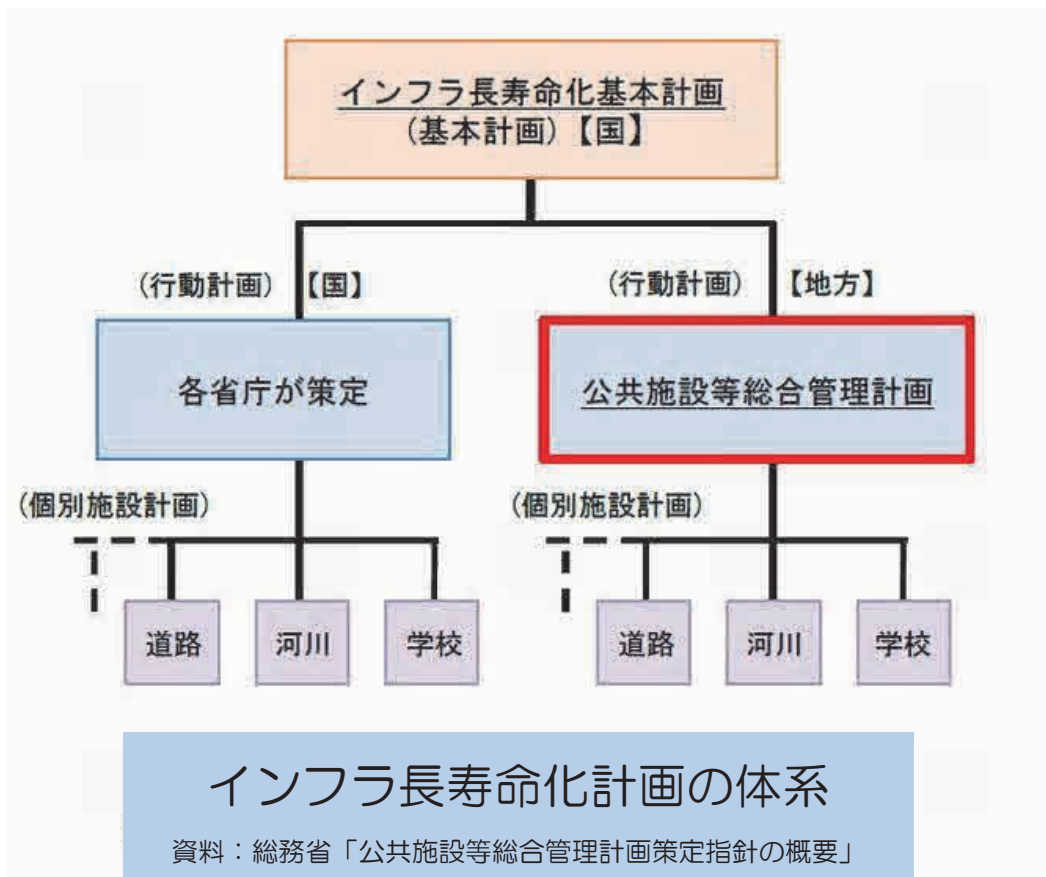 インフラ長寿命化基本計画
(基本計画)【国】
(行動計画) 【国】
(行動計画) 【地方】
各省庁が策定
公共施設等総合管理計画
(個別施設計画)
(個別施設計画)
道路
河川
学校
道路
河川
学校
インフラ長寿命化計画の体系
資料：総務省「公共施設等総合管理計画策定指針の概要」